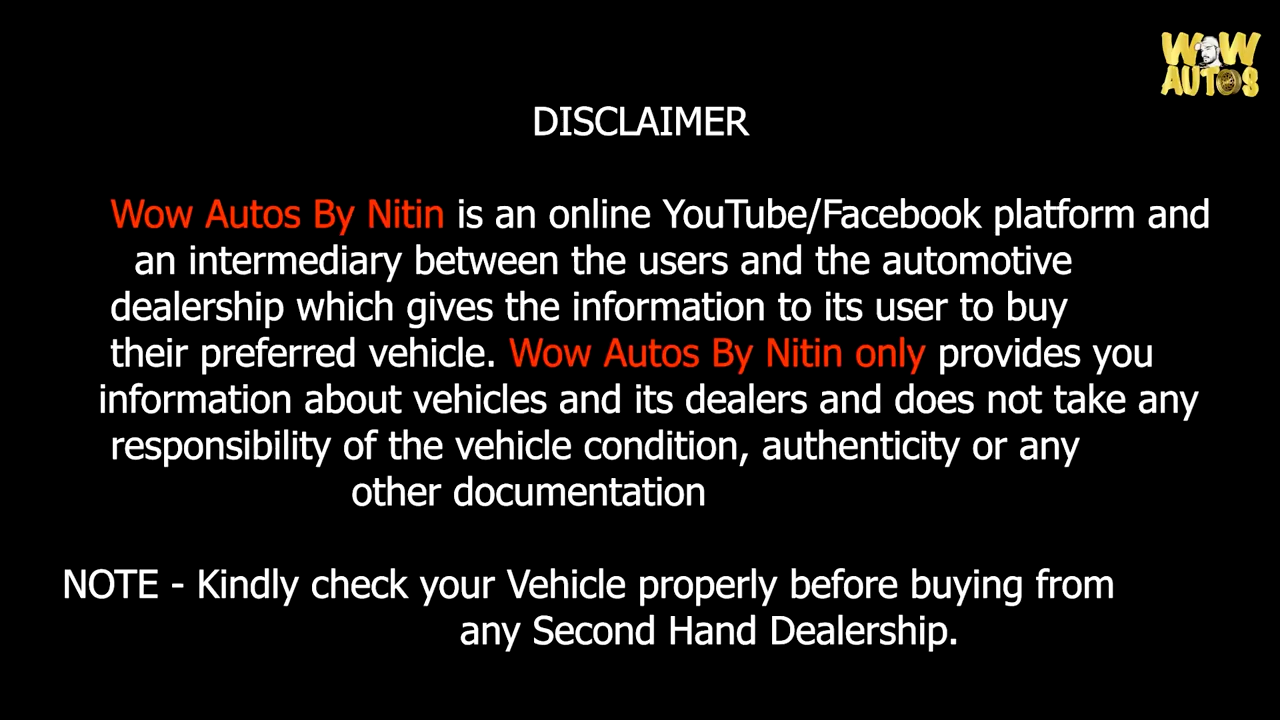 WOW
AUTOS
DISCLAIMER
Wow Autos By Nitin is an online YouTube/Facebook platform and
an intermediary between the users and the automotive
dealership which gives the information to its user to buy
their preferred vehicle. Wow Autos By Nitin only provides you
information about vehicles and its dealers and does not take any
responsibility of the vehicle condition, authenticity or any
other documentation
NOTE - Kindly check your Vehicle properly before buying from
any Second Hand Dealership.